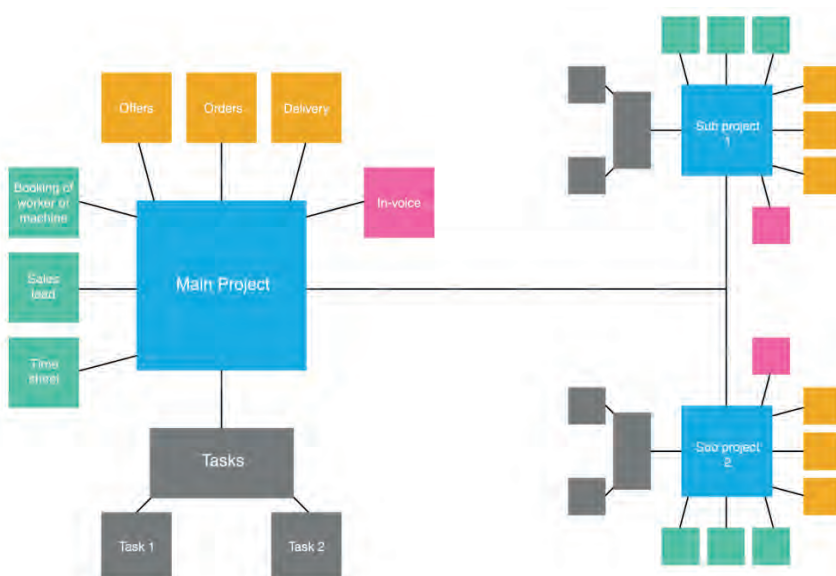 Offers
Orders
Delivery
Booking of
worker or
machine
In-voice
Sales
lead
Main Project
Time
sheet
Tasks
Task 1
Task 2
Sub project
1
Sub project
2